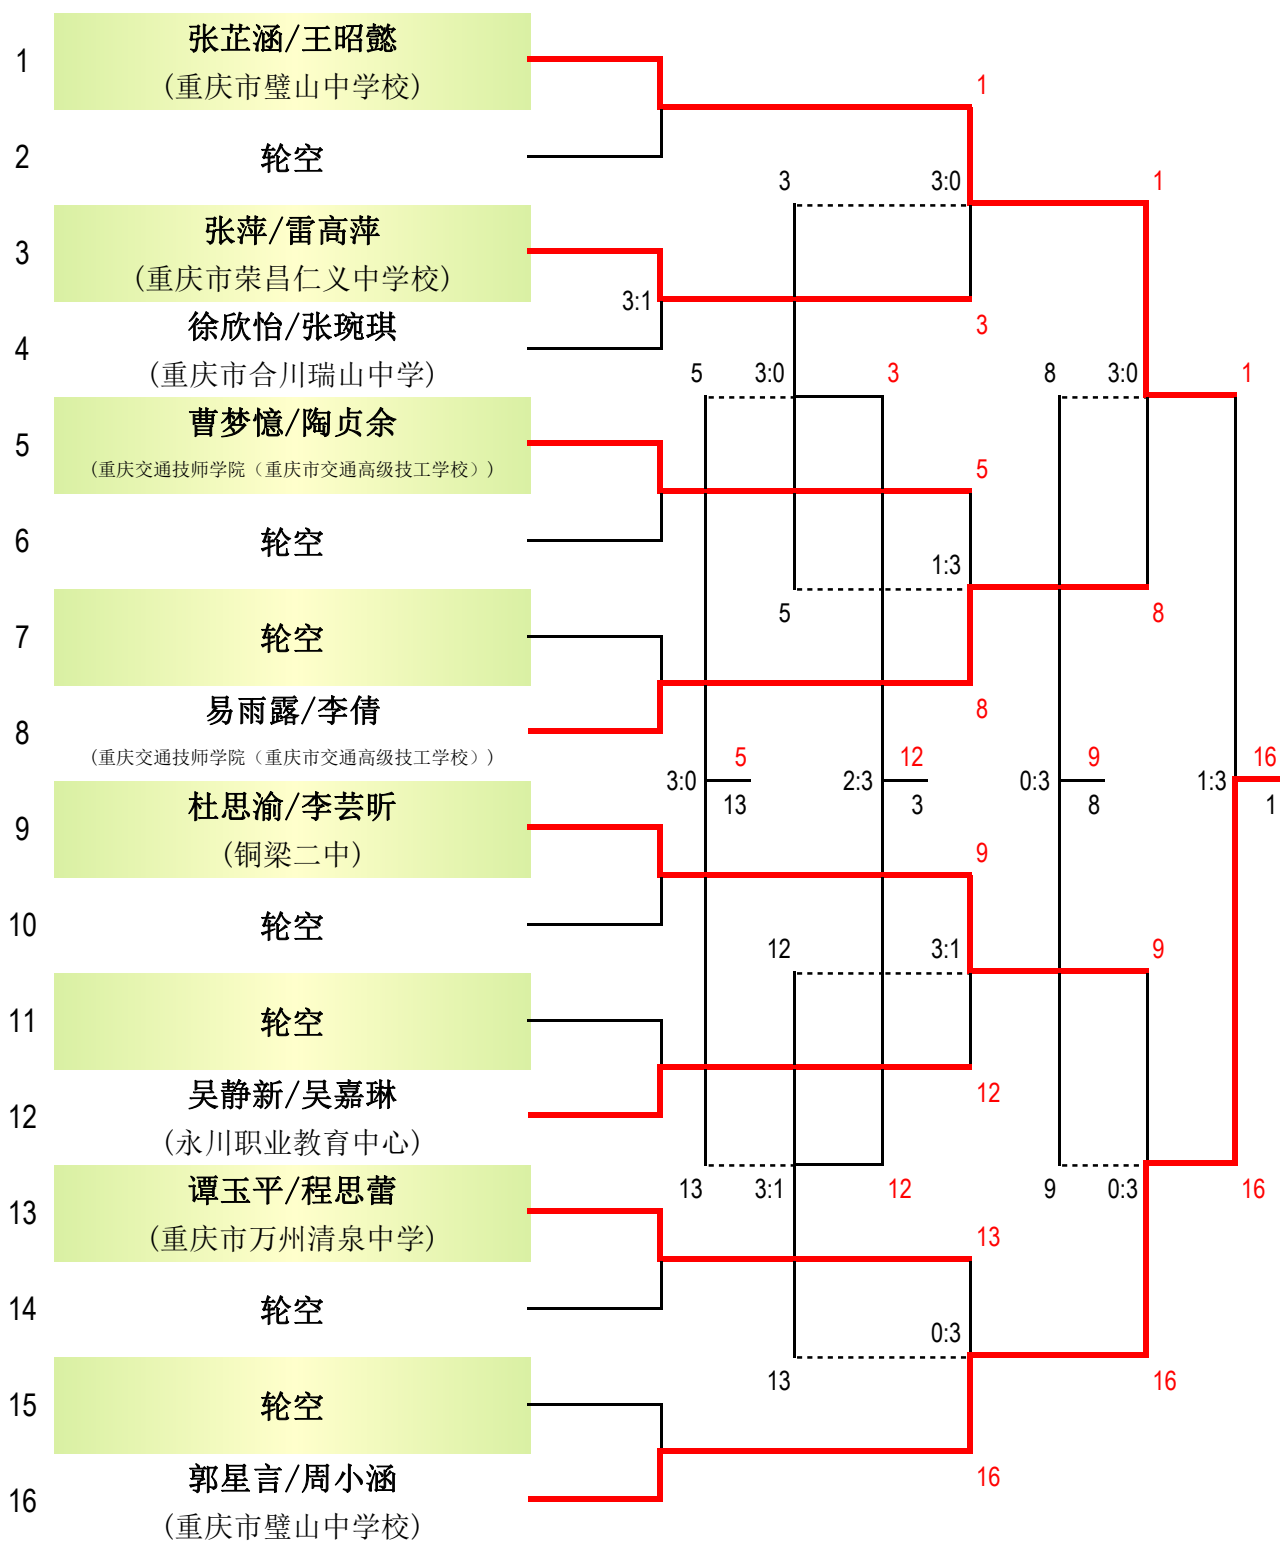 张芷涵/王昭懿
1
(重庆市璧山中学校)
1
2
轮空
3
3:0
1
张萍/雷高萍
3
(重庆市荣昌仁义中学校)
3:1
3
徐欣怡/张琬琪
4
(重庆市合川瑞山中学)
5
3:0
3
8
3:0
1
曹梦憶/陶贞余
5
(重庆交通技师学院（重庆市交通高级技工学校）)
5
6
轮空
1:3
5
8
7
轮空
易雨露/李倩
8
8
(重庆交通技师学院（重庆市交通高级技工学校）)
5
12
9
16
3:0
2:3
0:3
1:3
13
3
8
1
杜思渝/李芸昕
9
(铜梁二中)
9
10
轮空
12
3:1
9
11
轮空
吴静新/吴嘉琳
12
12
(永川职业教育中心)
13
3:1
12
9
0:3
16
谭玉平/程思蕾
13
(重庆市万州清泉中学)
13
14
轮空
0:3
13
16
15
轮空
郭星言/周小涵
16
16
(重庆市璧山中学校)